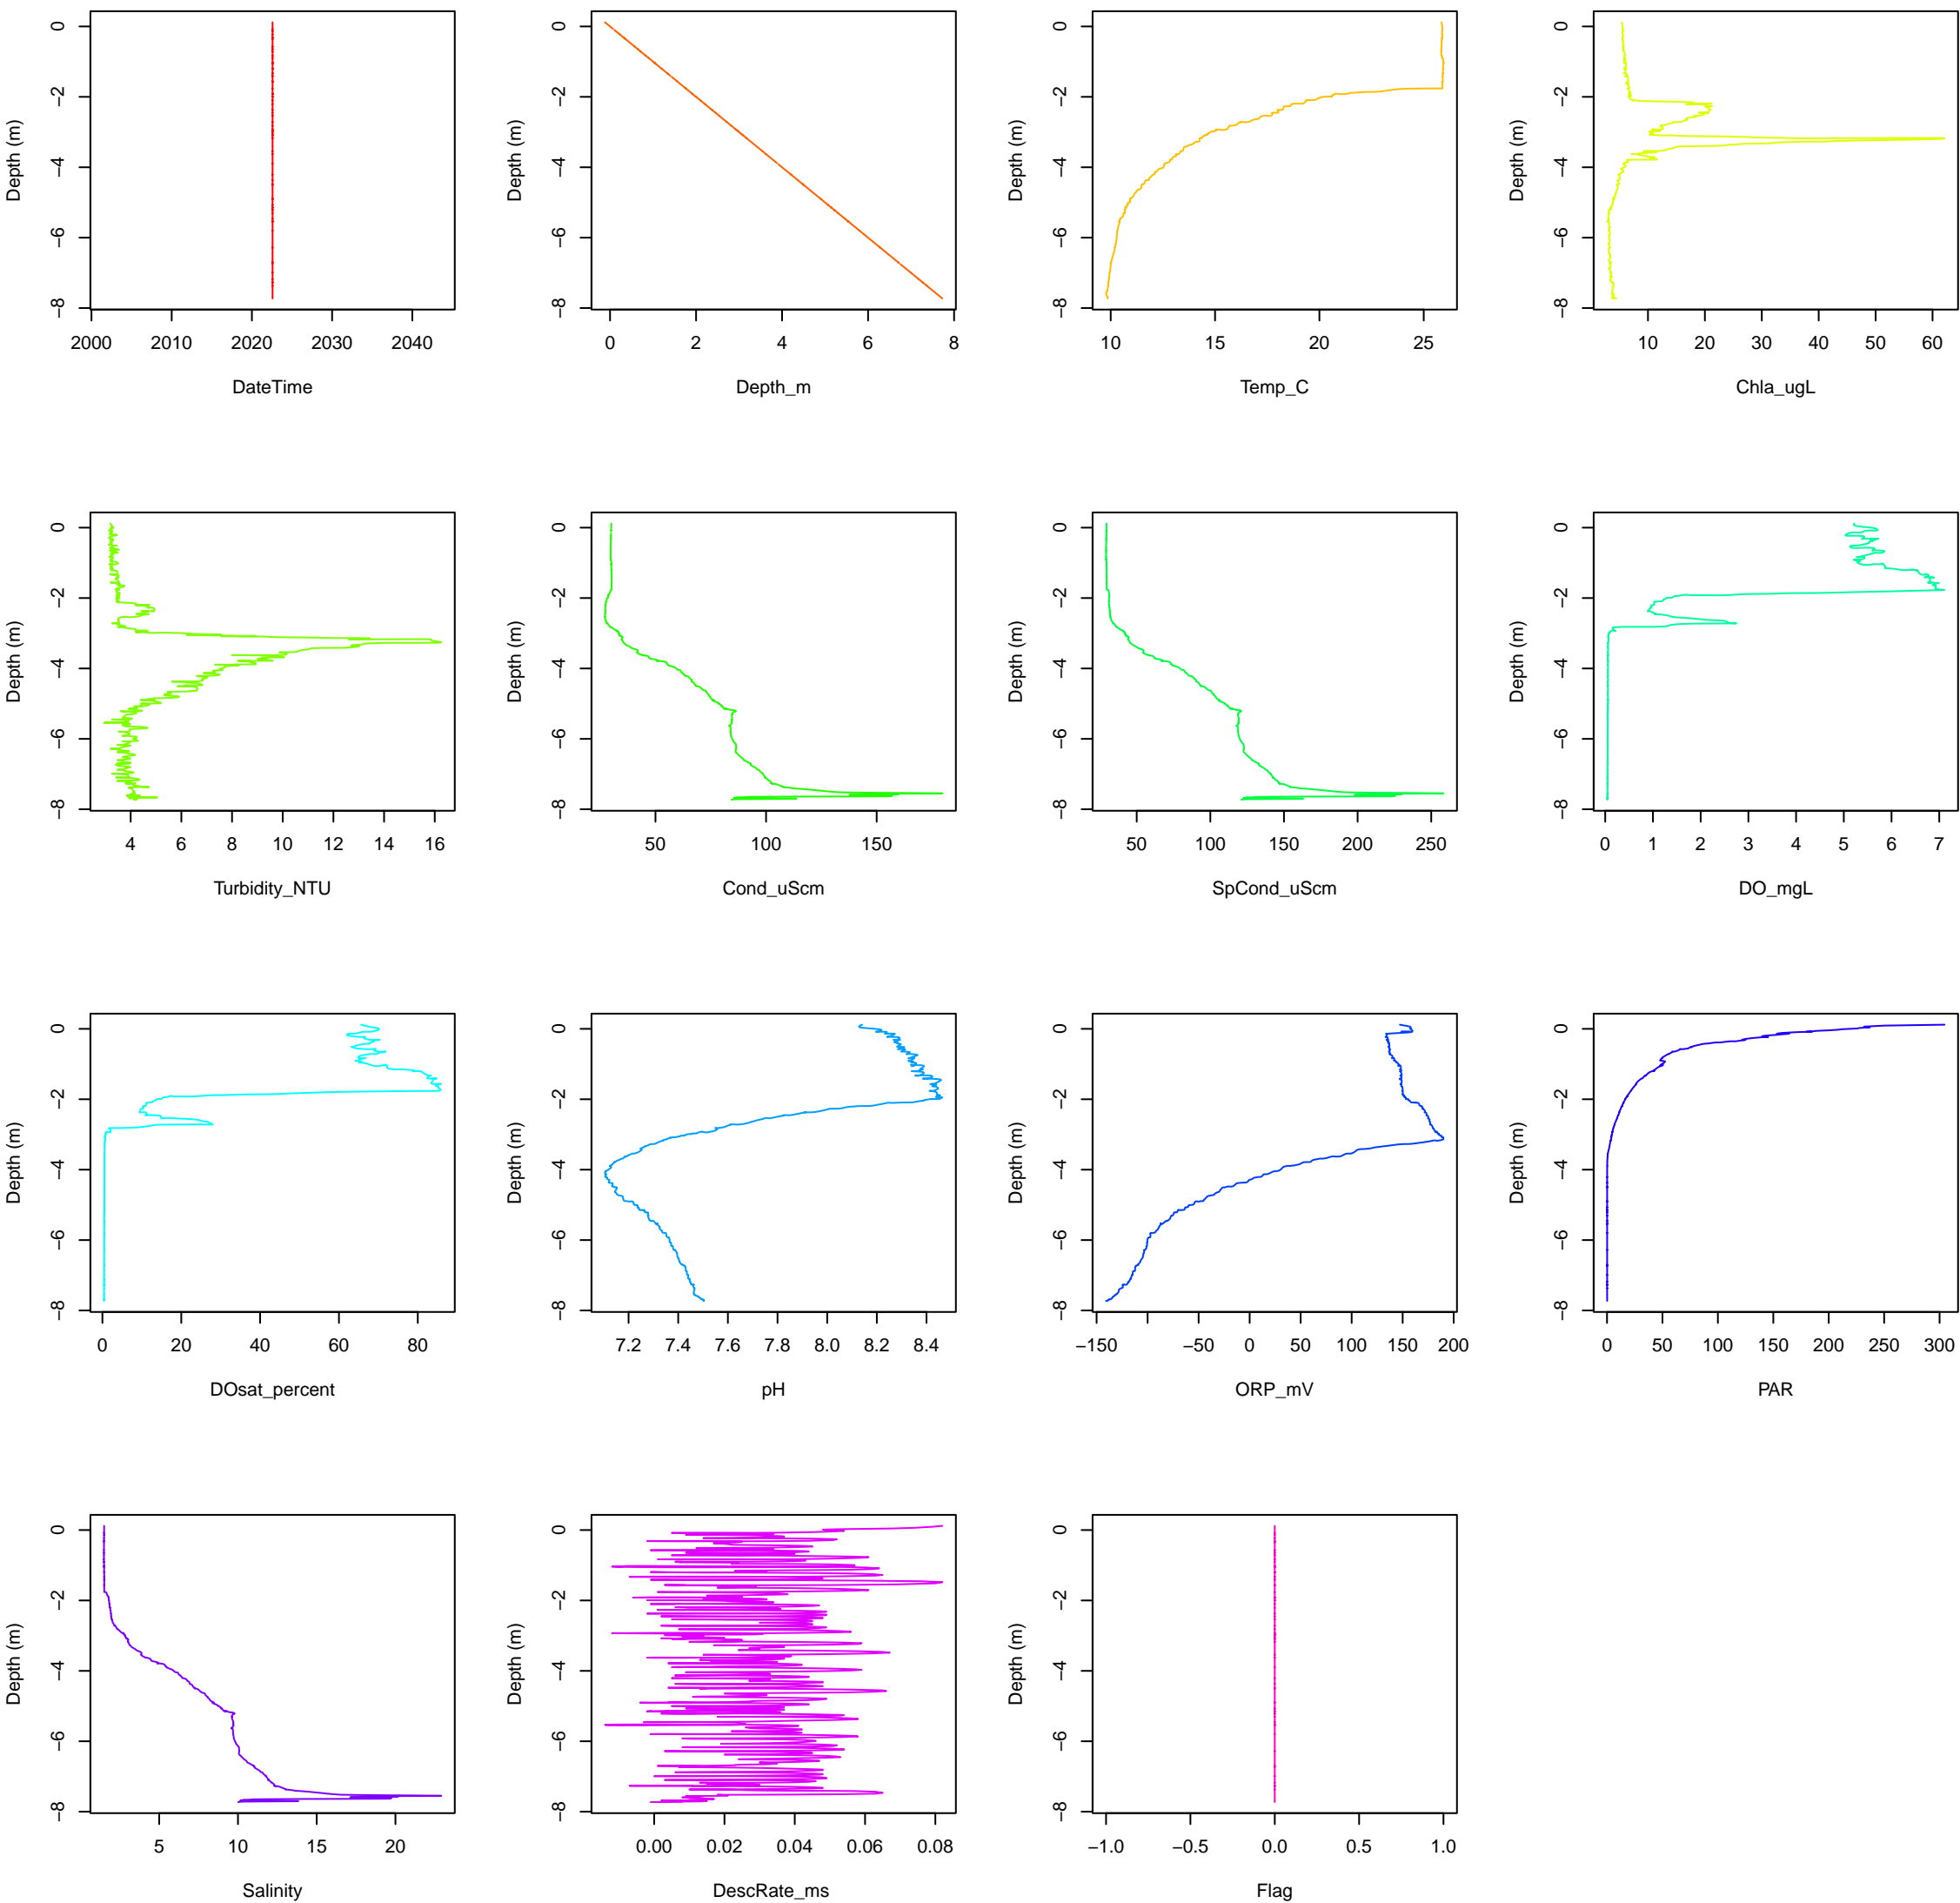 0 0 0 0
−2 −2 −2 −2
Depth (m) Depth (m) Depth (m) Depth (m)
−4 −4 −4 −4
−6 −6 −6 −6
−8 −8 −8 −8
2000 2010 2020 2030 2040 0 2 4 6 8 10 15 20 25 10 20 30 40 50 60
DateTime Depth_m Temp_C Chla_ugL
0 0 0 0
−2 −2 −2 −2
Depth (m) Depth (m) Depth (m) Depth (m)
−4 −4 −4 −4
−6 −6 −6 −6
−8 −8 −8 −8
4 6 8 10 12 14 16 50 100 150 50 100 150 200 250 0 1 2 3 4 5 6 7
Turbidity_NTU Cond_uScm SpCond_uScm DO_mgL
0 0 0 0
−2 −2 −2 −2
Depth (m) Depth (m) Depth (m) Depth (m)
−4 −4 −4 −4
−6 −6 −6 −6
−8 −8 −8 −8
0 20 40 60 80 7.2 7.4 7.6 7.8 8.0 8.2 8.4 −150 −50 0 50 100 150 200 0 50 100 150 200 250 300
DOsat_percent pH ORP_mV PAR
0 0 0
−2 −2 −2
Depth (m) Depth (m) Depth (m)
−4 −4 −4
−6 −6 −6
−8 −8 −8
5 10 15 20 0.00 0.02 0.04 0.06 0.08 −1.0 −0.5 0.0 0.5 1.0
Salinity DescRate_ms Flag